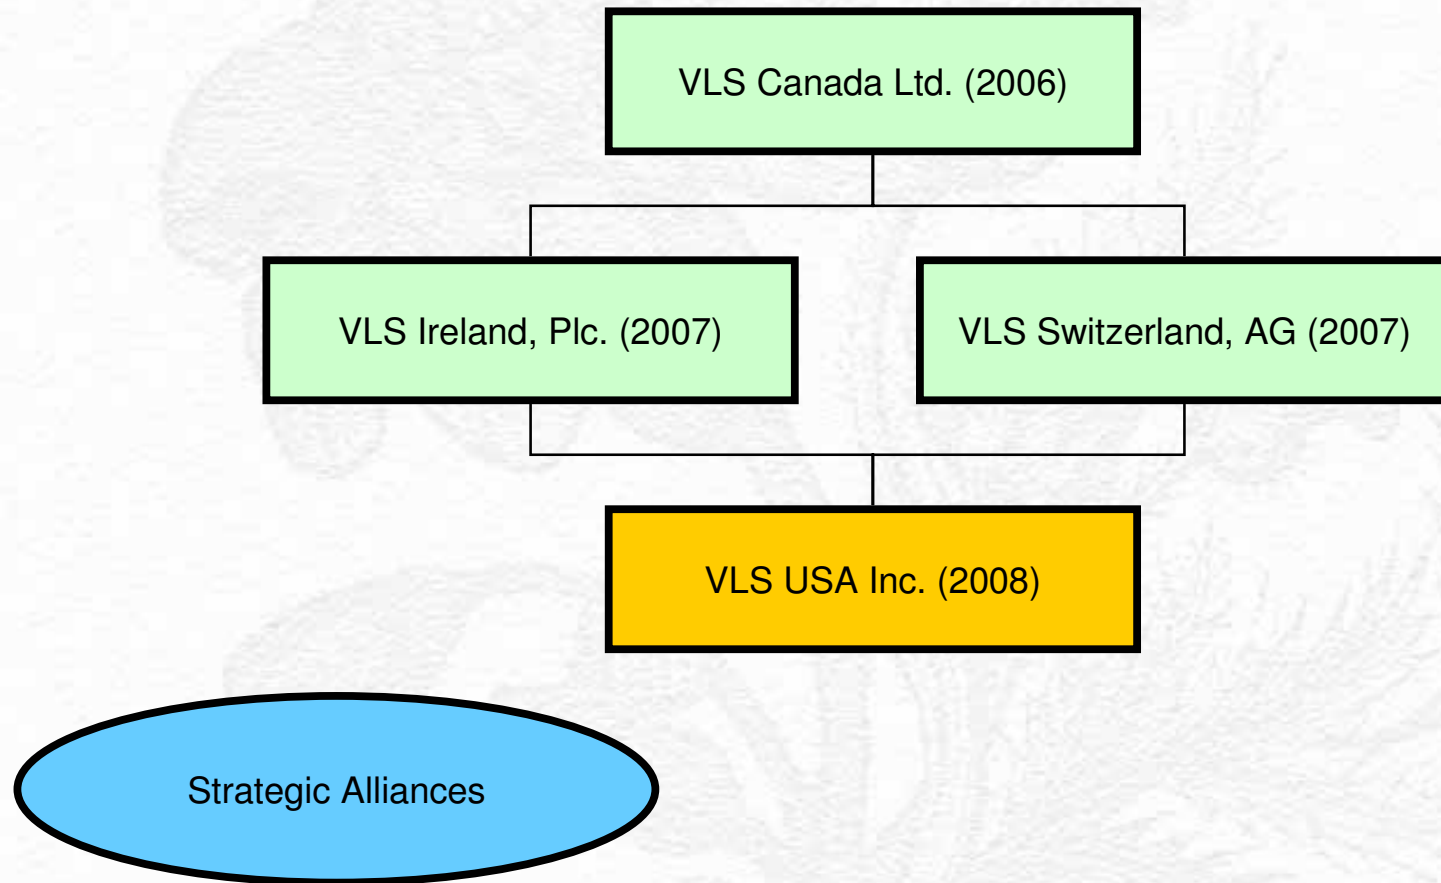 VLS Canada Ltd. (2006)
VLS Ireland, Plc. (2007)
VLS Switzerland, AG (2007)
VLS USA Inc. (2008)
Strategic Alliances